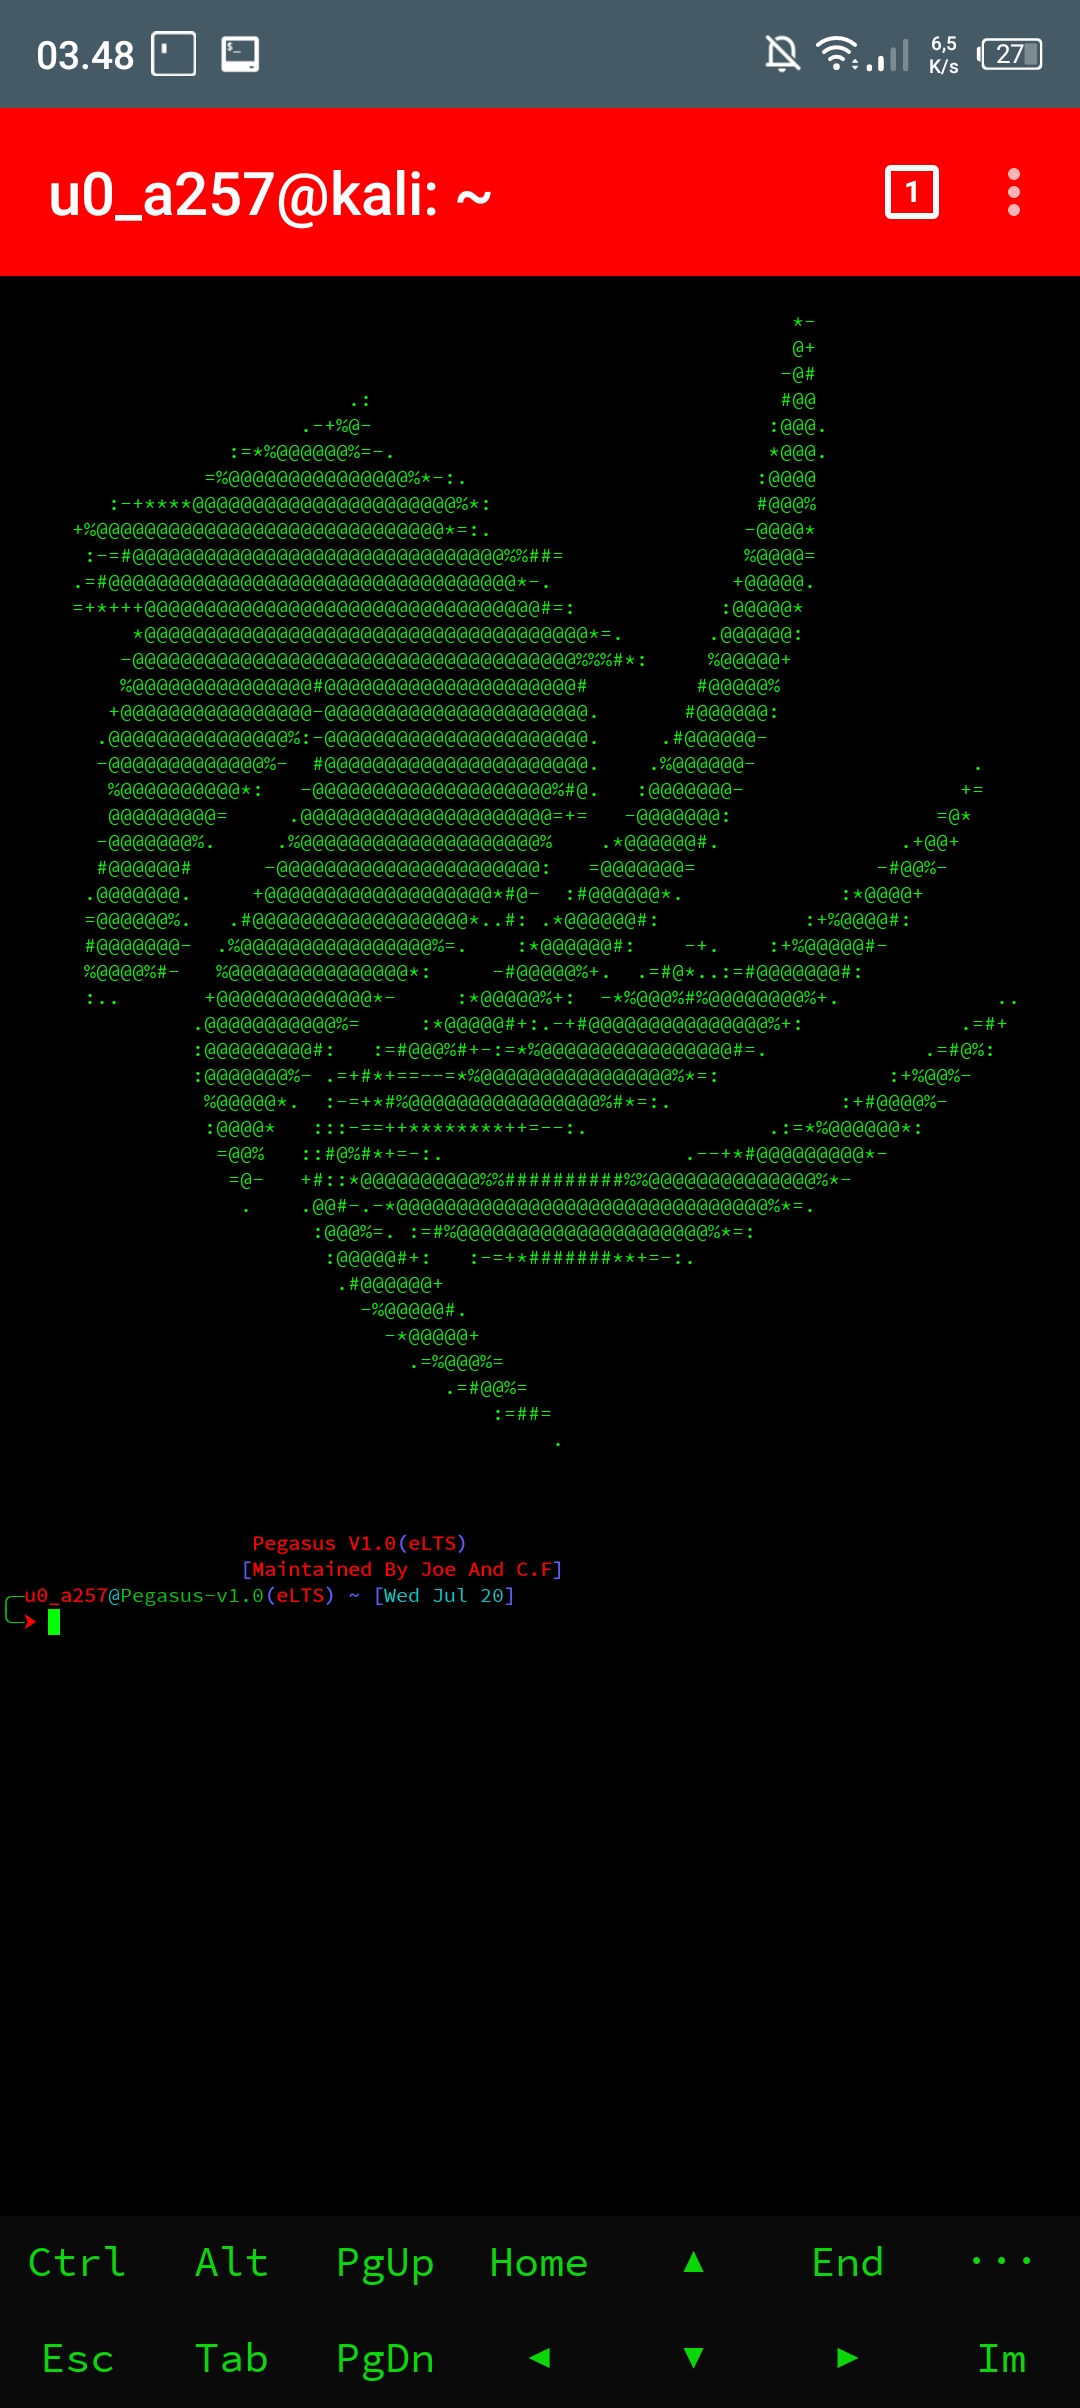 03.48
6,5
K/s
27
u0_a257@kali: ~
1
Pegasus V1.0(eLTS)
[Maintained By Joe And C.F]
u0_a257@Pegasus-v1.0(eLTS) ~ [Wed Jul 20]
Ctrl Alt PgUp Home ▲ End ···
Esc Tab PgDn ◄ ▼ ► Im